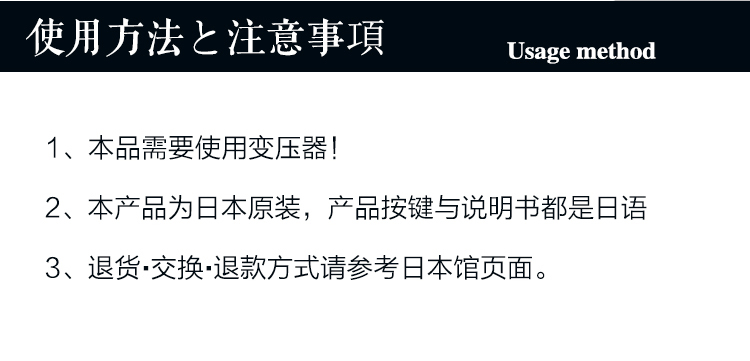 使用方法と注意事項
Usage method
1、本品需要使用变压器！
2、本产品为日本原装，产品按键与说明书都是日语
3、退货·交换·退款方式请参考日本馆页面。